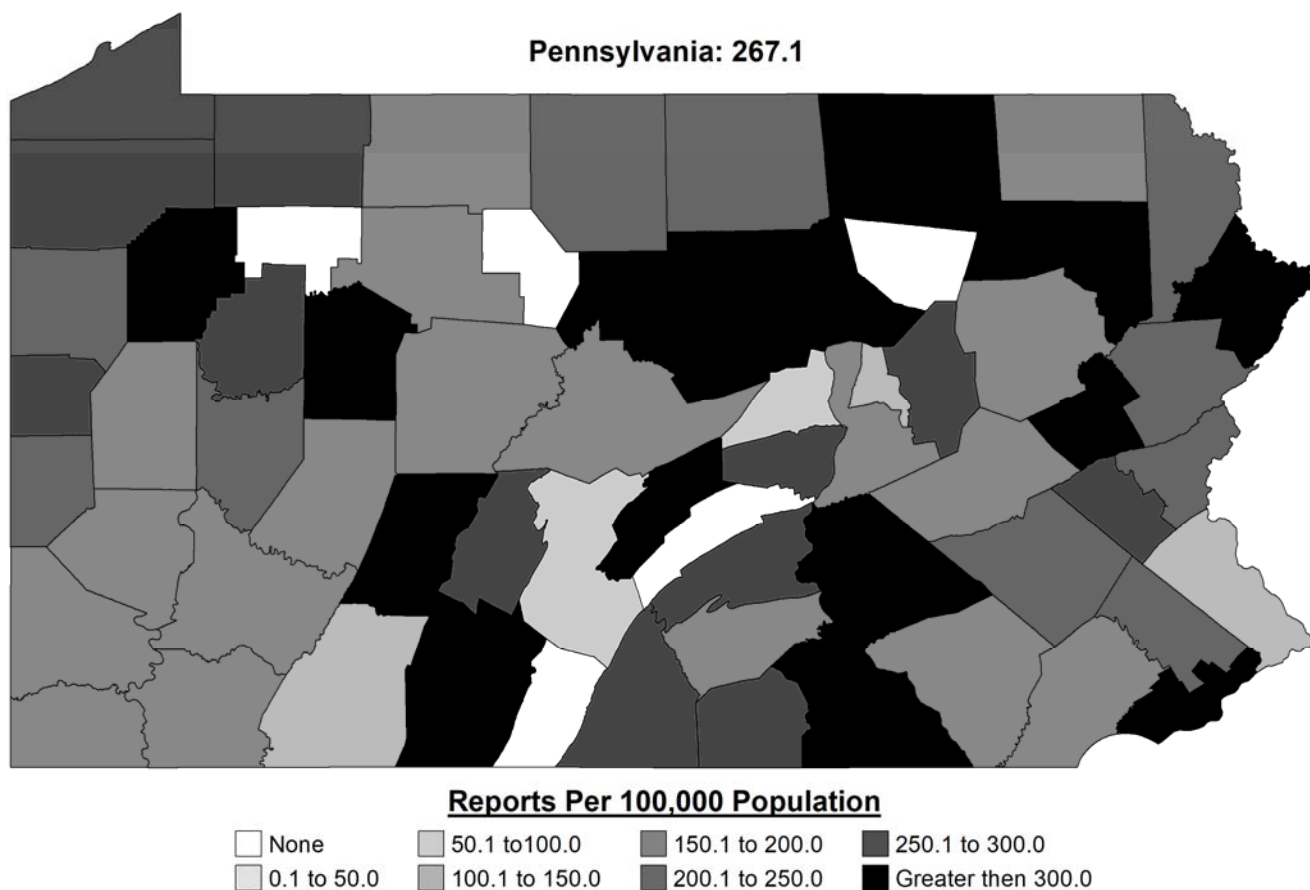 Pennsylvania: 267.1
Reports Per 100,000 Population
None
50.1 to100.0
150.1 to 200.0
250.1 to 300.0
0.1 to 50.0
100.1 to 150.0
200.1 to 250.0
Greater then 300.0